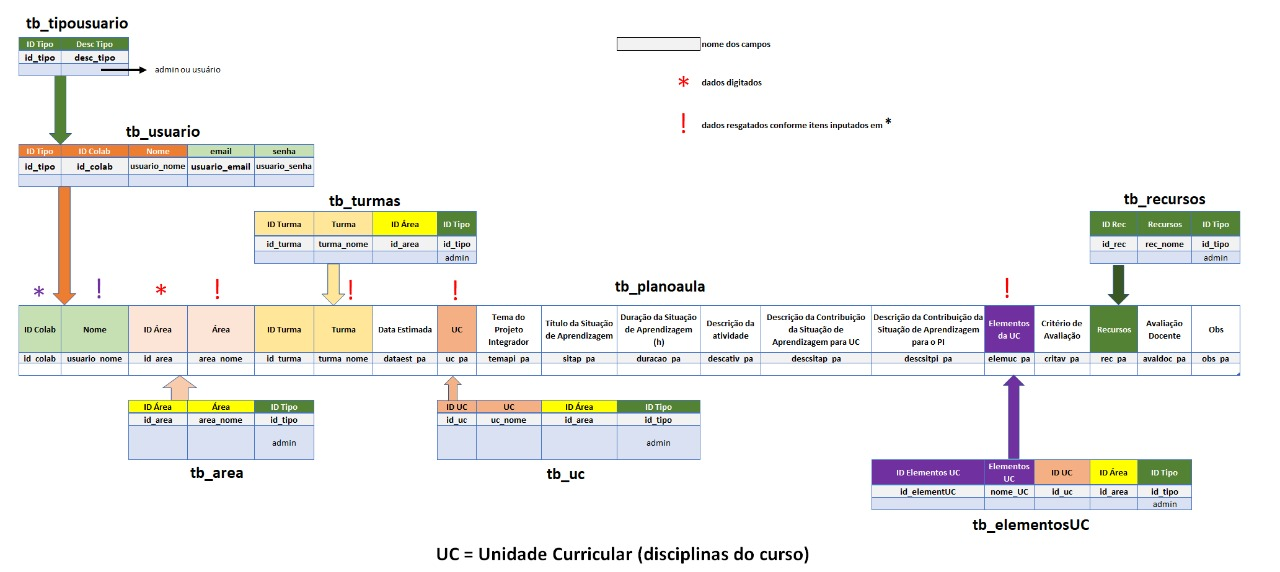 tb_tipousuario
ID Tipo Desc Tipo
id_tipo desc_tipo
admin ou usuário
nome dos campos
* dados digitados
! dados resgatados conforme itens inputados em *
tb_usuario
ID Tipo ID Colab Nome email senha
id_tipo id_colab usuario_nome usuario_email usuario_senha
tb_turmas
ID Turma Turma ID Área ID Tipo
id_turma turma_nome id_area id_tipo
admin
tb_recursos
ID Rec Recursos ID Tipo
id_rec rec_nome id_tipo
admin
tb_planoaula
* ! * ! ! ! !
ID Colab
Nome
ID Área
Área
ID Turma
Turma
Data Estimada
UC
Tema do
Projeto
Integrador
Título da Situação
de Aprendizagem
Duração da Situação
de Aprendizagem
(h)
Descrição da
atividade
Descrição da Contribuição
da Situação de
Aprendizagem para UC
Descrição da Contribuição da
Situação de Aprendizagem
para o PI
Elementos
da UC
Critério de
Avaliação
Recursos
Avaliação
Docente
Obs
id_colab usuario_nome id_area area_nome id_turma turma_nome dataest_pa uc_pa temapi_pa sitap_pa duracao_pa descativ_pa descsitap_pa descsitpi_pa elemuc_pa critav_pa rec_pa avaldoc_pa obs_pa
ID Área Área ID Tipo
id_area area_nome id_tipo
admin
tb_area
ID UC UC ID Área ID Tipo
id_uc uc_nome id_area id_tipo
admin
tb_uc
ID Elementos UC
Elementos
UC
ID UC
ID Área
ID Tipo
id_elementUC nome_UC id_uc id_area id_tipo
admin
tb_elementosUC
UC = Unidade Curricular (disciplinas do curso)